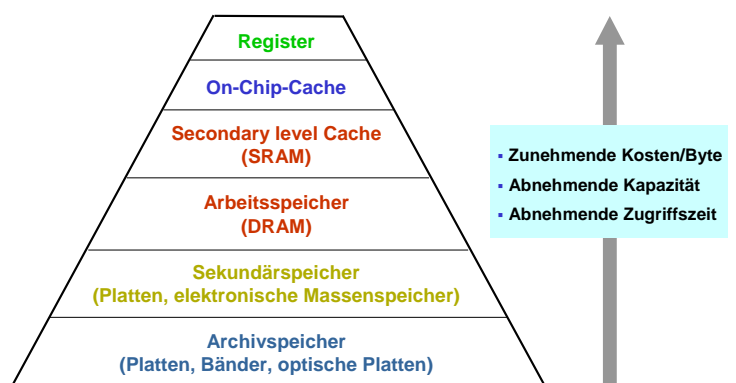 Register
On-Chip-Cache
Secondary level Cache
(SRAM)
Arbeitsspeicher
(DRAM)
Sekundärspeicher
(Platten, elektronische Massenspeicher)
Archivspeicher
(Platten, Bänder, optische Platten)
▪ Zunehmende Kosten/Byte
▪ Abnehmende Kapazität
▪ Abnehmende Zugriffszeit